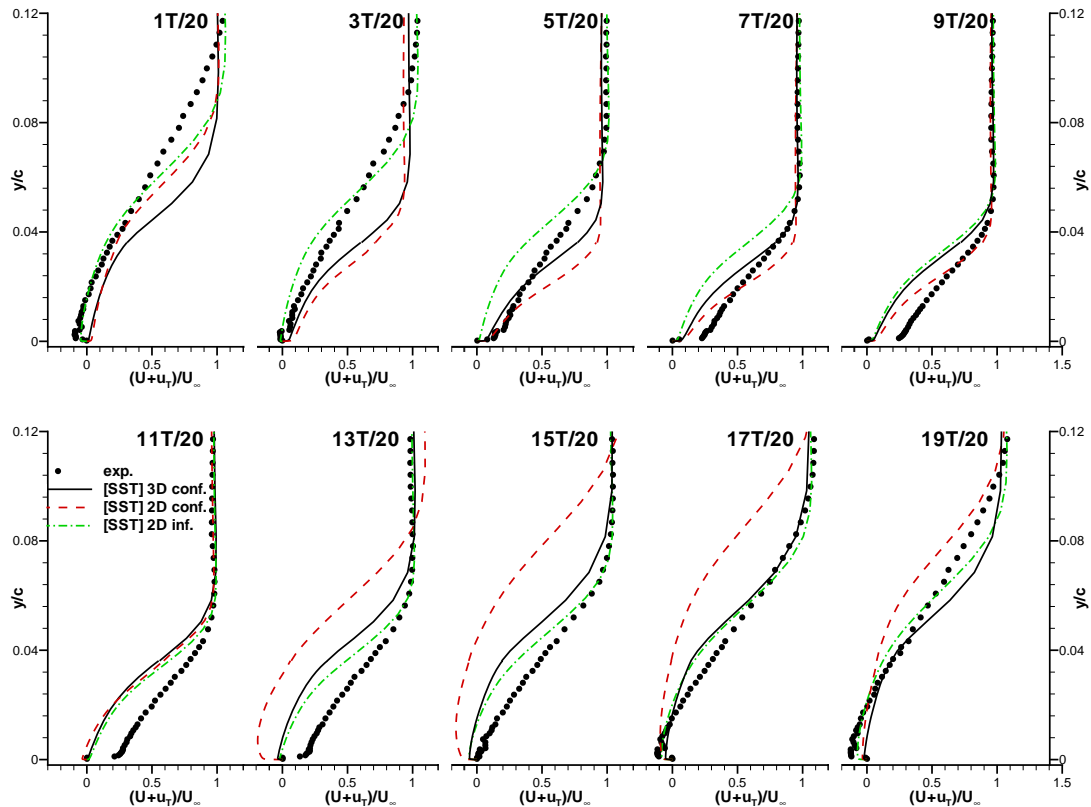 1T/20 3T/20 5T/20 7T/20 9T/20
0.12 0.12
y/c y/c
0.08 0.08
0.04 0.04
0 0
0 0.5 1 0 0.5 1 0 0.5 1 0 0.5 1 0 0.5 1 1.5
(U+u_T)/U_∞ (U+u_T)/U_∞ (U+u_T)/U_∞ (U+u_T)/U_∞ (U+u_T)/U_∞
0.12 0.12
11T/20 13T/20 15T/20 17T/20 19T/20
exp.
[SST] 3D conf.
[SST] 2D conf.
[SST] 2D inf.
0.08 0.08
y/c y/c
0.04 0.04
0 0
0 0.5 1 0 0.5 1 0 0.5 1 0 0.5 1 0 0.5 1 1.5
(U+u_T)/U_∞ (U+u_T)/U_∞ (U+u_T)/U_∞ (U+u_T)/U_∞ (U+u_T)/U_∞